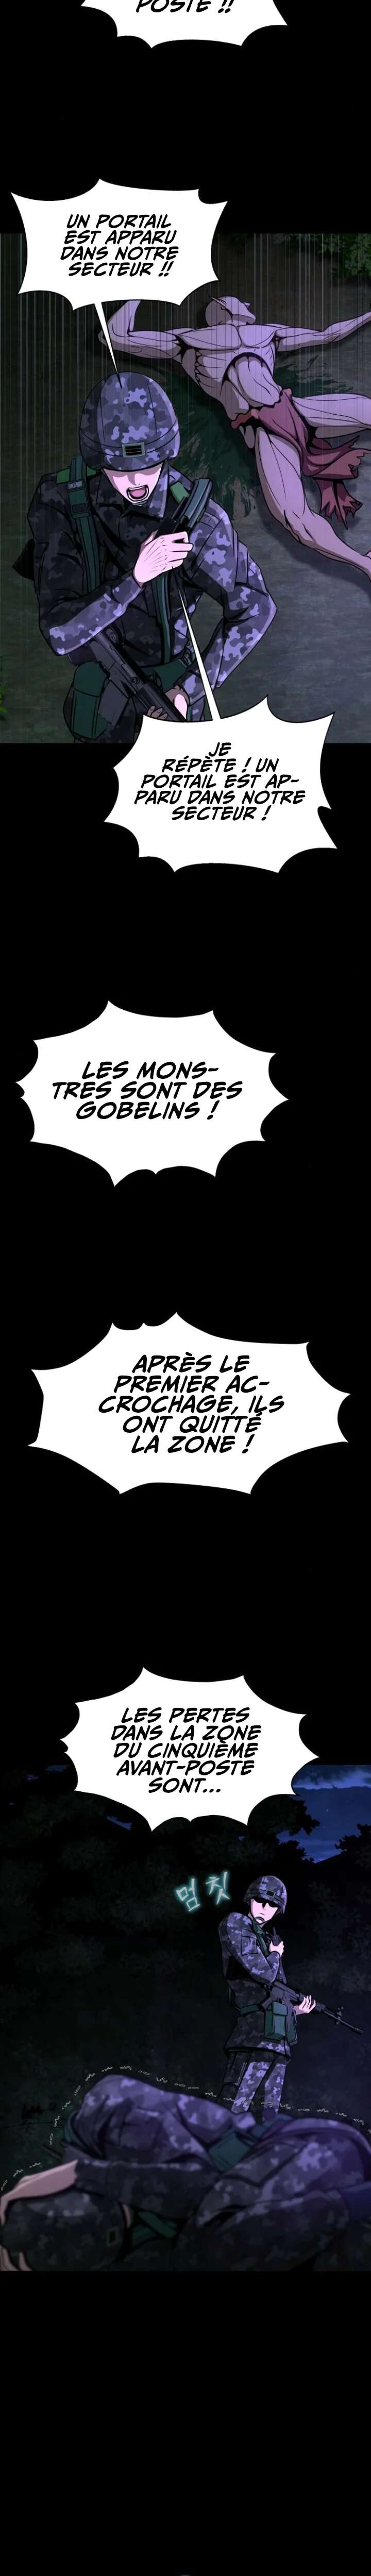 POSTE !!
UN PORTAIL
EST APPARU
DANS NOTRE
SECTEUR !!
JE
RÉPÈTE ! UN
PORTAIL EST AP-
PARU DANS NOTRE
SECTEUR !
LES MONS-
TRES SONT DES
GOBELINS !
APRÈS LE
PREMIER AC-
CROCHAGE, ILS
ONT QUITTÉ
LA ZONE !
LES PERTES
DANS LA ZONE
DU CINQUIÈME
AVANT-POSTE
SONT...
멈칫